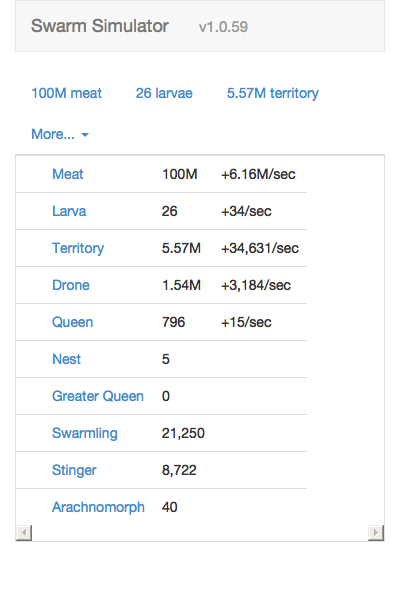 Swarm Simulator v1.0.59
100M meat 26 larvae 5.57M territory
More...
Meat 100M +6.16M/sec
Larva 26 +34/sec
Territory 5.57M +34,631/sec
Drone 1.54M +3,184/sec
Queen 796 +15/sec
Nest 5
Greater Queen 0
Swarmling 21,250
Stinger 8,722
Arachnomorph 40